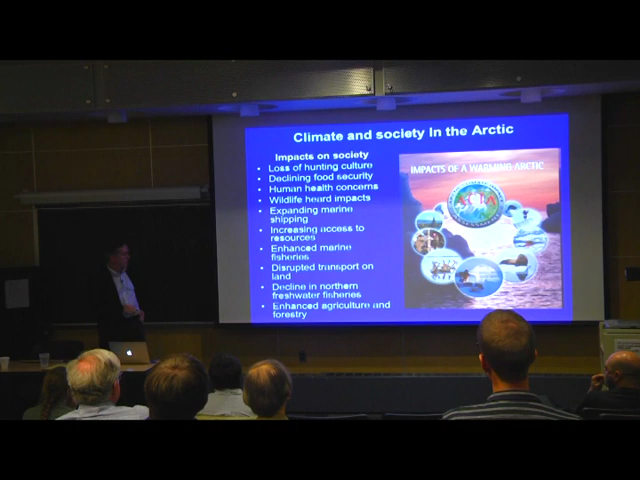 Climate and society In the Arctic
Impacts on society
• Loss of hunting culture
• Declining food security
• Human health concerns
• Wildlife heard impacts
• Expanding marine
shipping
• Increasing access to
resources
• Enhanced marine
fisheries
• Disrupted transport on
land
• Decline in northern
freshwater fisheries
• Enhanced agriculture and
forestry
IMPACTS OF A WARMING ARCTIC
ACIA